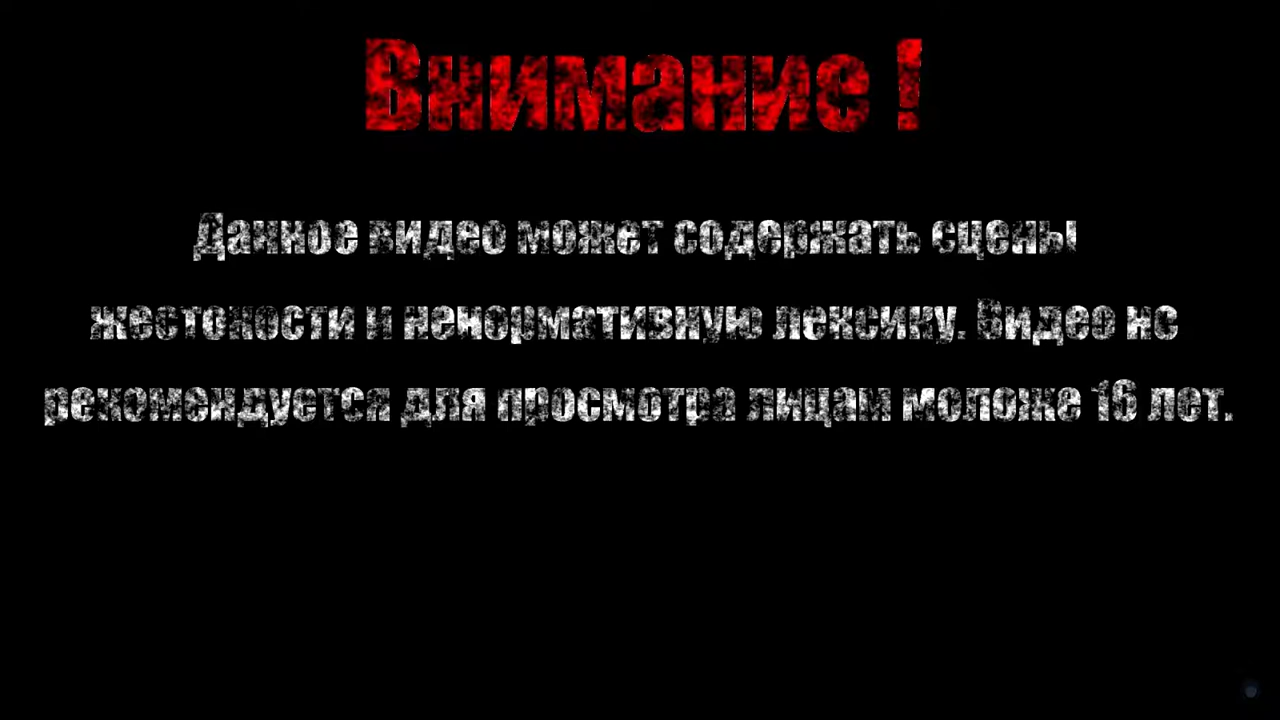 Внимание !
Данное видео может содержать сцены
жестокости и ненормативную лексику. Видео не
рекомендуется для просмотра лицам моложе 16 лет.